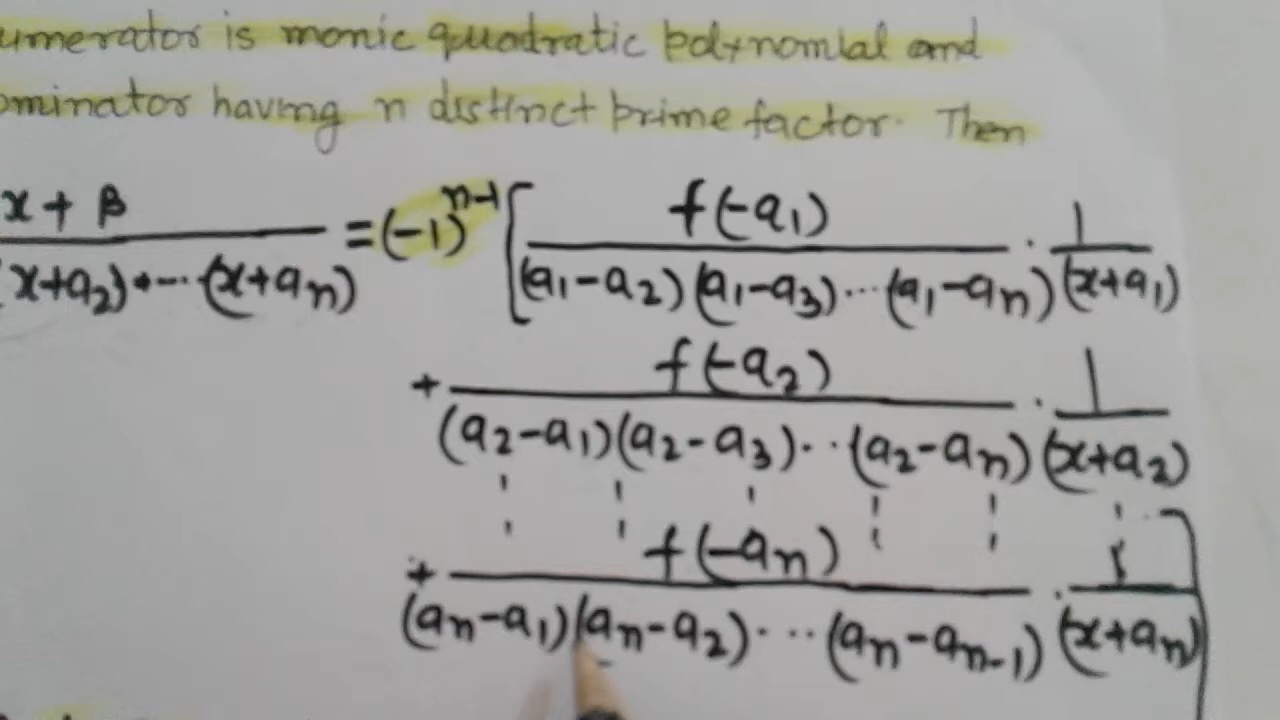 umerator is monic quadratic polynomial and
ominator having n distinct prime factor. Then
x + β / (x+a₂)·⋯(x+aₙ) = (-1)ⁿ⁻¹ [ f(-a₁) / (a₁-a₂)(a₁-a₃)⋯(a₁-aₙ) · 1/(x+a₁)
+ f(-a₂) / (a₂-a₁)(a₂-a₃)⋯(a₂-aₙ) · 1/(x+a₂)
+ f(-aₙ) / (aₙ-a₁)(aₙ-a₂)⋯(aₙ-aₙ₋₁) · 1/(x+aₙ) ]